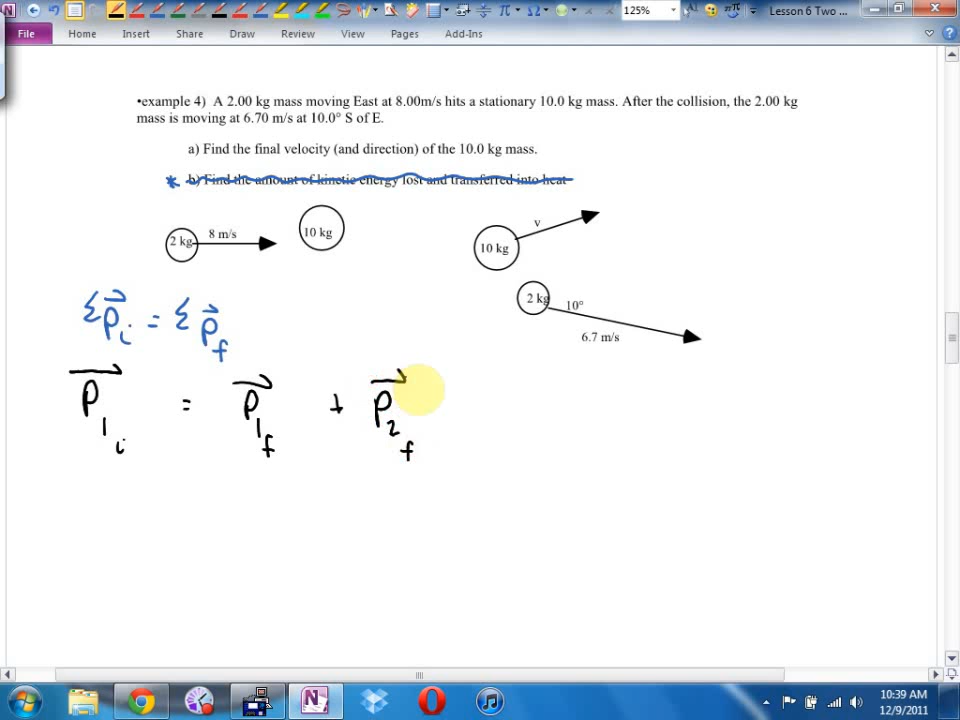 125%
Lesson 6 Two ...
File Home Insert Share Draw Review View Pages Add-Ins
•example 4) A 2.00 kg mass moving East at 8.00m/s hits a stationary 10.0 kg mass. After the collision, the 2.00 kg
mass is moving at 6.70 m/s at 10.0° S of E.
a) Find the final velocity (and direction) of the 10.0 kg mass.
* b) Find the amount of kinetic energy lost and transferred into heat
2 kg 8 m/s 10 kg
v
10 kg
2 kg 10°
6.7 m/s
Σp⃗i = Σp⃗f
P⃗1i = P⃗1f + P⃗2f
10:39 AM
12/9/2011